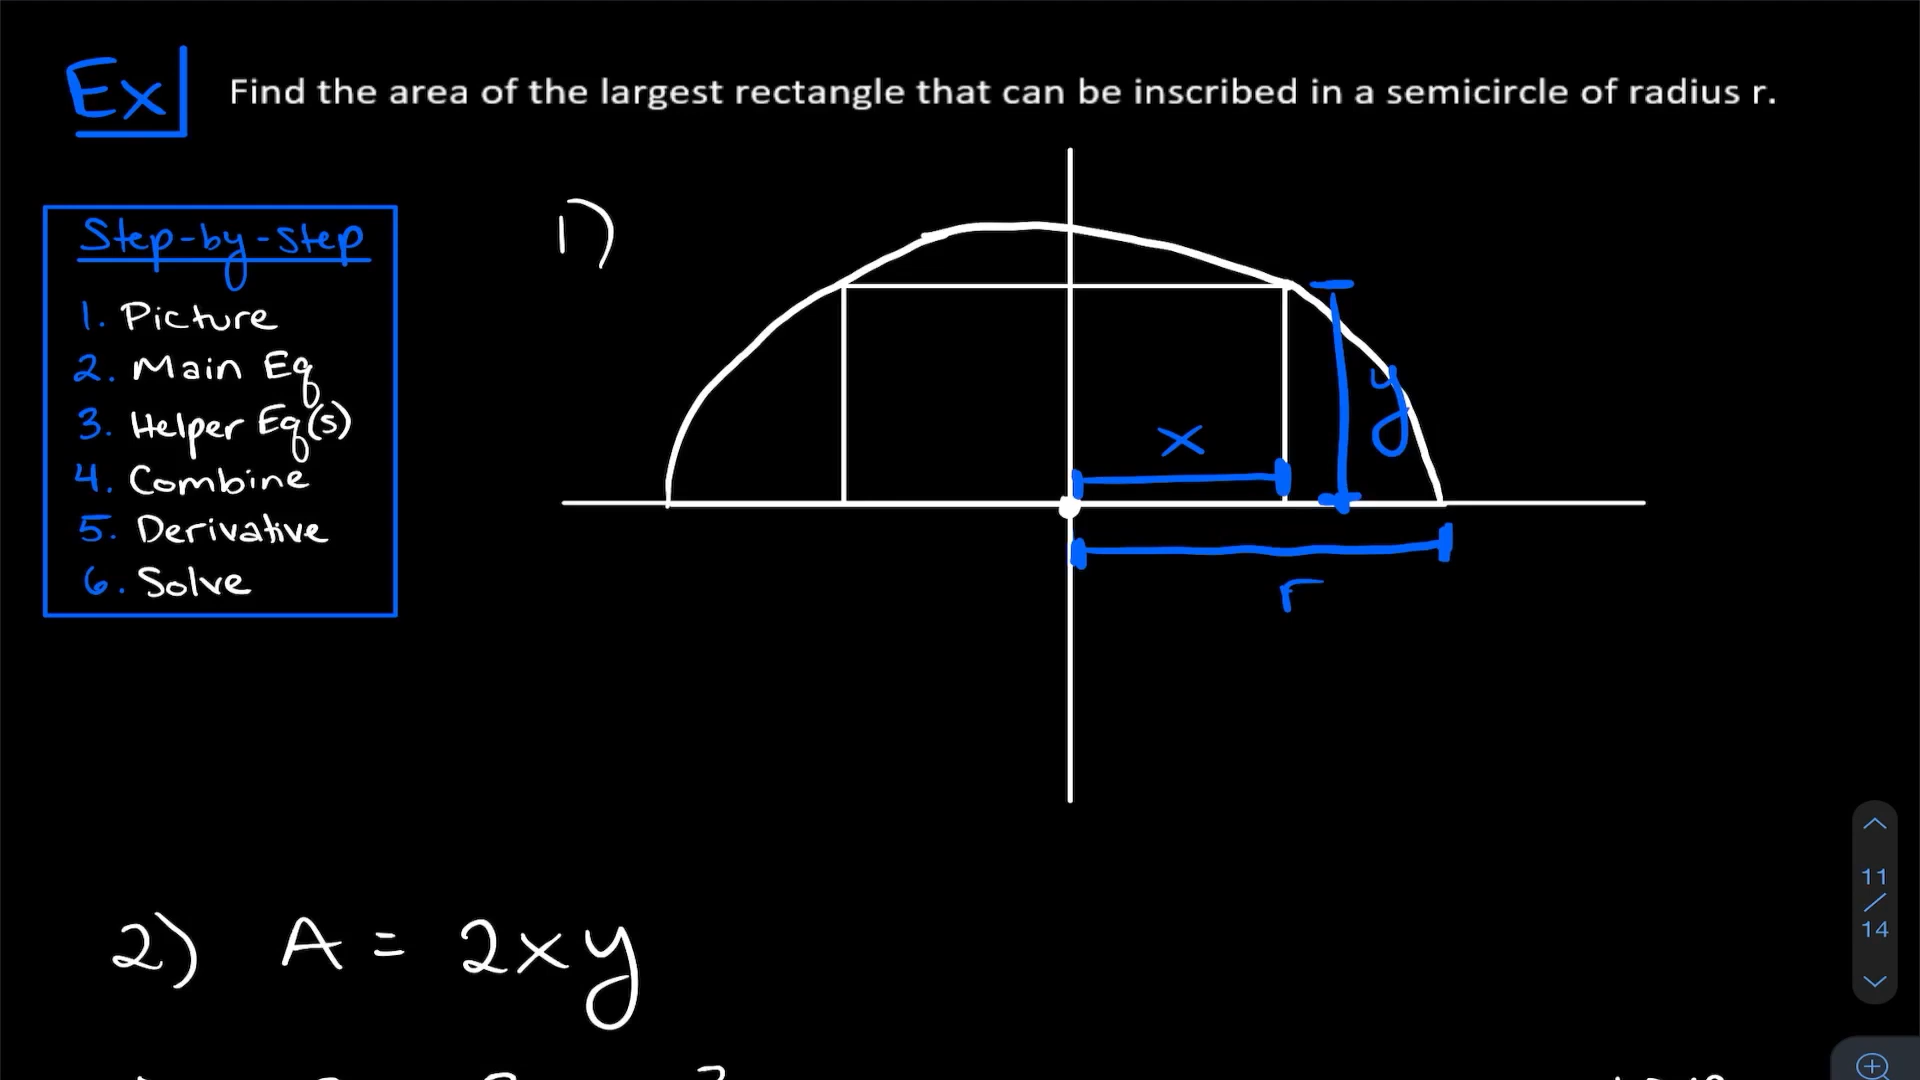 Ex Find the area of the largest rectangle that can be inscribed in a semicircle of radius r.
Step-by-step
1. Picture
2. Main Eq
3. Helper Eq(s)
4. Combine
5. Derivative
6. Solve
1)
y
x
r
2) A = 2xy
11
/
14